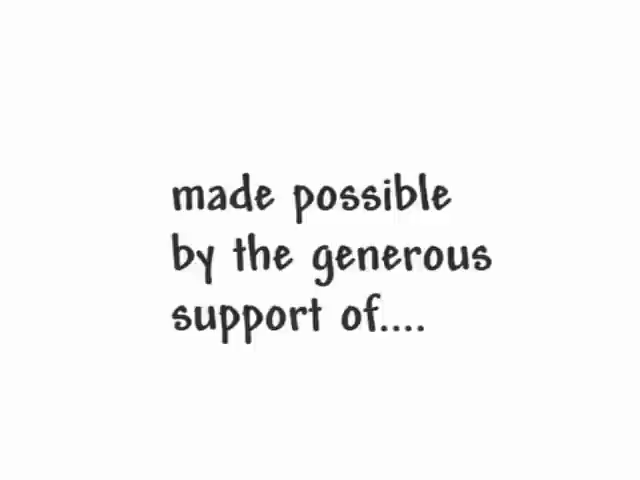 made possible
by the generous
support of....